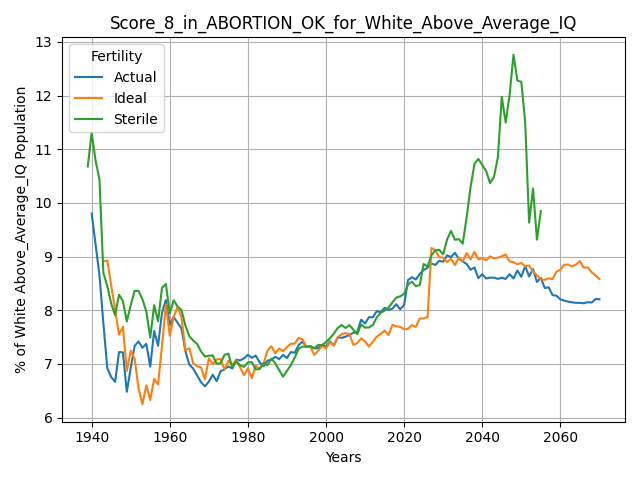 Score_8_in_ABORTION_OK_for_White_Above_Average_IQ
Fertility
Actual
Ideal
Sterile
% of White Above_Average_IQ Population
13
12
11
10
9
8
7
6
1940 1960 1980 2000 2020 2040 2060
Years